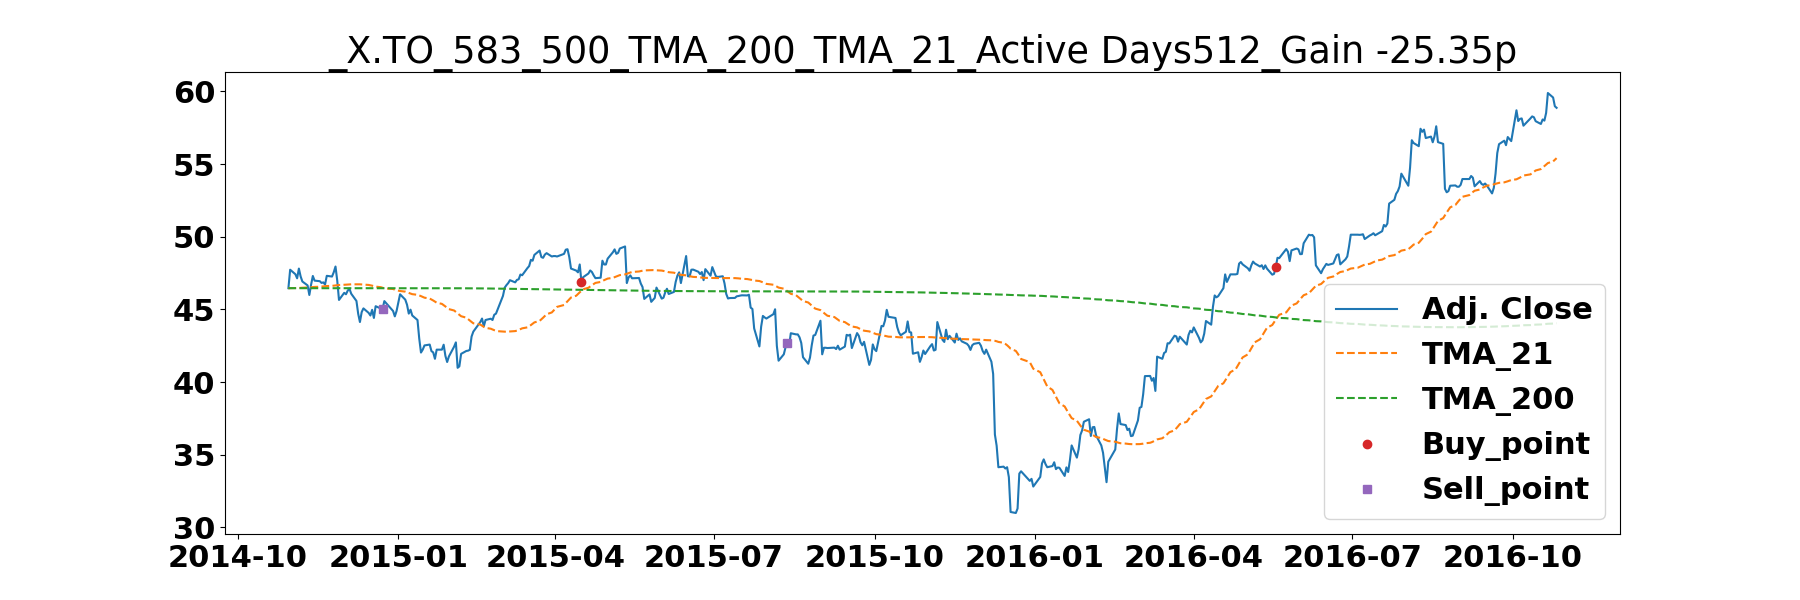 _X.TO_583_500_TMA_200_TMA_21_Active Days512_Gain -25.35p
60
55
50
45
40
35
30
2014-10 2015-01 2015-04 2015-07 2015-10 2016-01 2016-04 2016-07 2016-10
Adj. Close
TMA_21
TMA_200
Buy_point
Sell_point